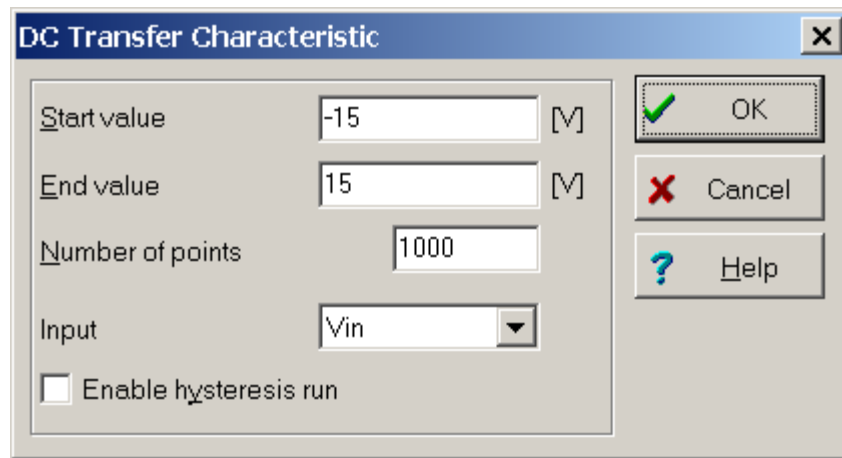 DC Transfer Characteristic
Start value -15 [V]
End value 15 [V]
Number of points 1000
Input Vin
Enable hysteresis run
OK
Cancel
? Help